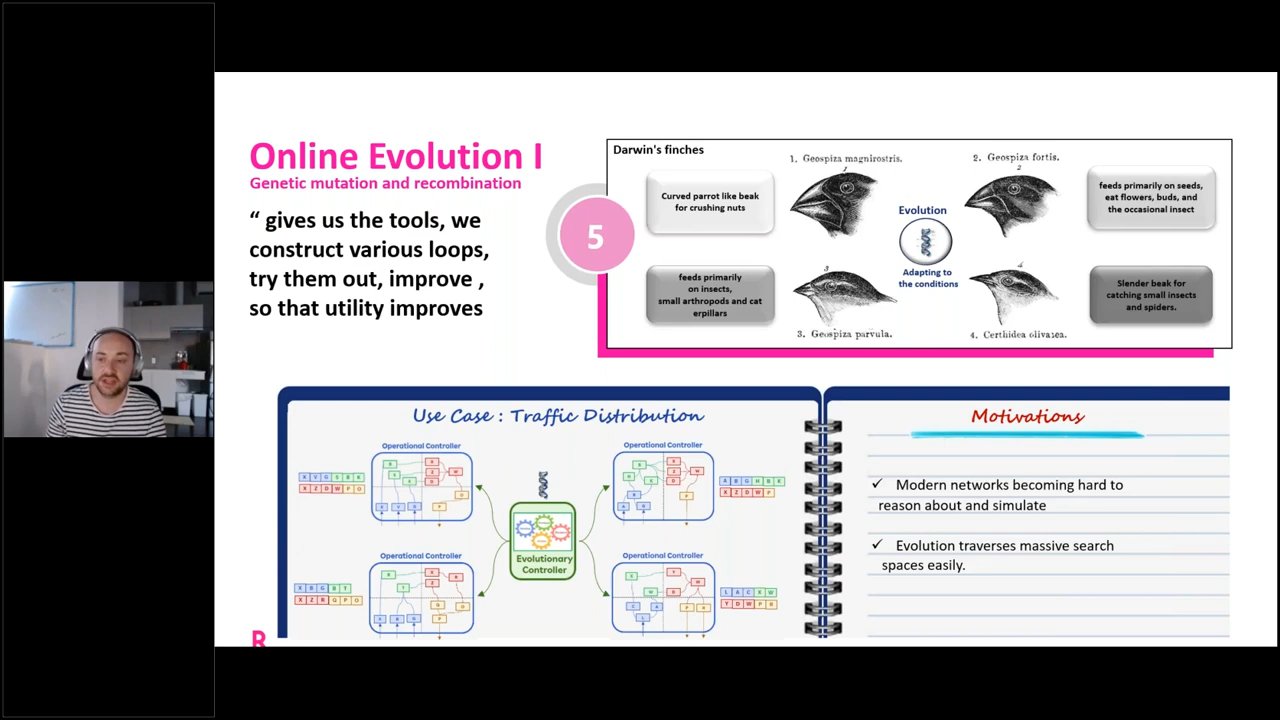 Online Evolution I
Genetic mutation and recombination
“ gives us the tools, we
construct various loops,
try them out, improve ,
so that utility improves
5
Darwin's finches
1. Geospiza magnirostris.
2. Geospiza fortis.
1
2
Curved parrot like beak
for crushing nuts
feeds primarily on seeds,
eat flowers, buds, and
the occasional insect
Evolution
Adapting to
the conditions
3
4
feeds primarily
on insects,
small arthropods and cat
erpillars
Slender beak for
catching small insects
and spiders.
3. Geospiza parvula.
4. Certhidea olivasea.
Use Case : Traffic Distribution
Operational Controller
Operational Controller
X V G S B K
X Z D W P O
A B G H B K
X Z D W P
Evolutionary
Controller
Operational Controller
Operational Controller
X B G B T
X Z R Q P O
L A C X W
Y D W P R
Motivations
✓ Modern networks becoming hard to
reason about and simulate
✓ Evolution traverses massive search
spaces easily.
R